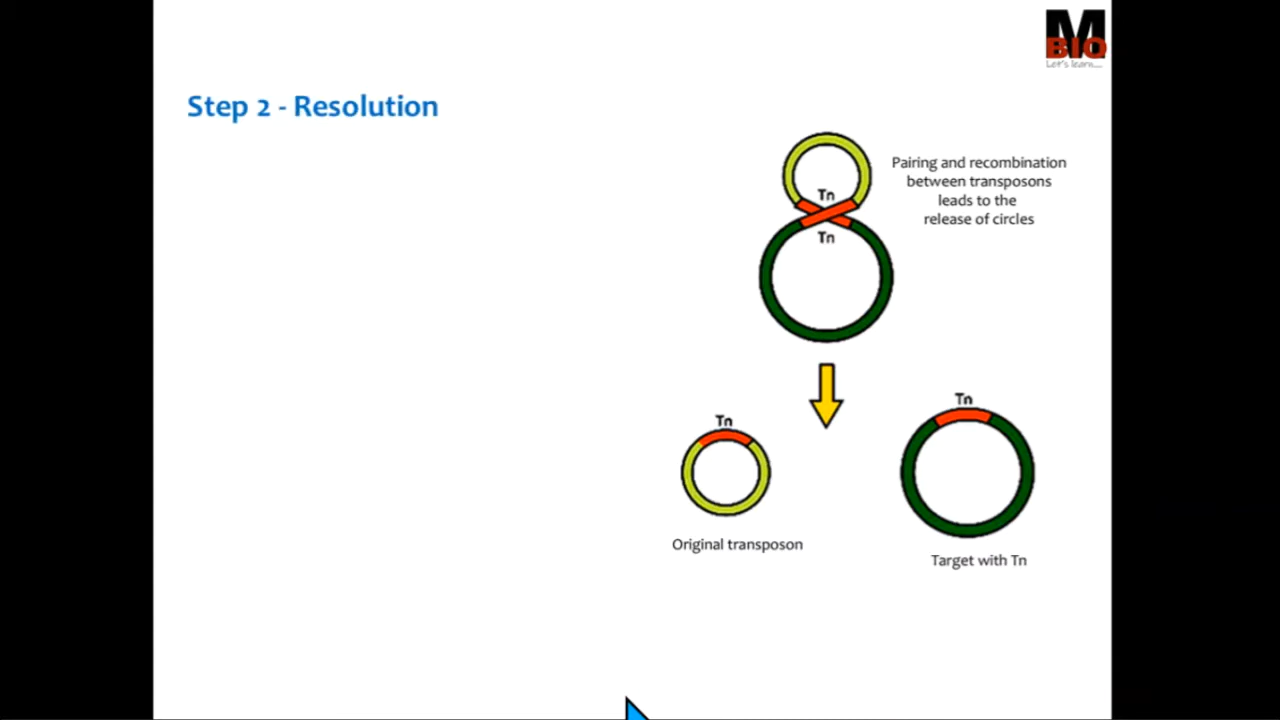 M
BIO
Let's learn....
Step 2 - Resolution
Pairing and recombination
between transposons
leads to the
release of circles
Tn
Tn
Tn
Tn
Original transposon
Target with Tn